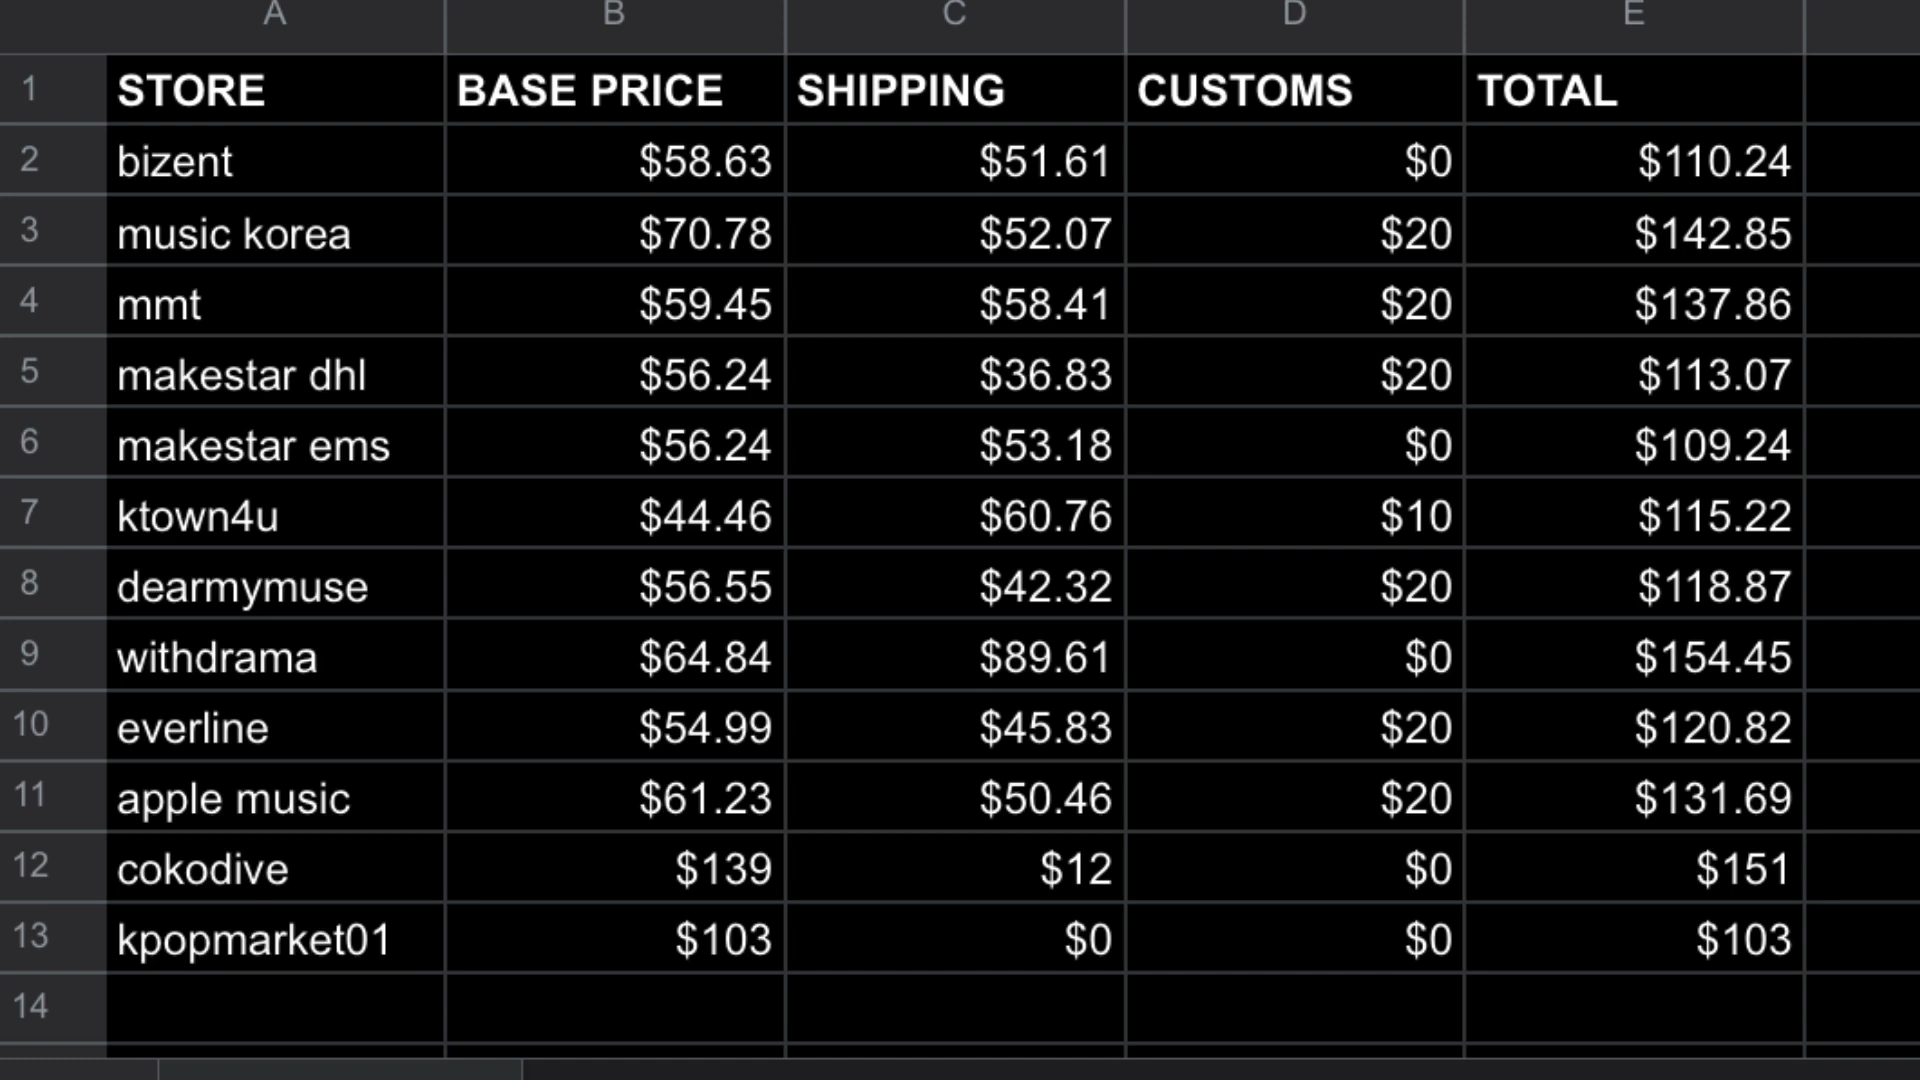 A B C D E
1 STORE BASE PRICE SHIPPING CUSTOMS TOTAL
2 bizent $58.63 $51.61 $0 $110.24
3 music korea $70.78 $52.07 $20 $142.85
4 mmt $59.45 $58.41 $20 $137.86
5 makestar dhl $56.24 $36.83 $20 $113.07
6 makestar ems $56.24 $53.18 $0 $109.24
7 ktown4u $44.46 $60.76 $10 $115.22
8 dearmymuse $56.55 $42.32 $20 $118.87
9 withdrama $64.84 $89.61 $0 $154.45
10 everline $54.99 $45.83 $20 $120.82
11 apple music $61.23 $50.46 $20 $131.69
12 cokodive $139 $12 $0 $151
13 kpopmarket01 $103 $0 $0 $103
14